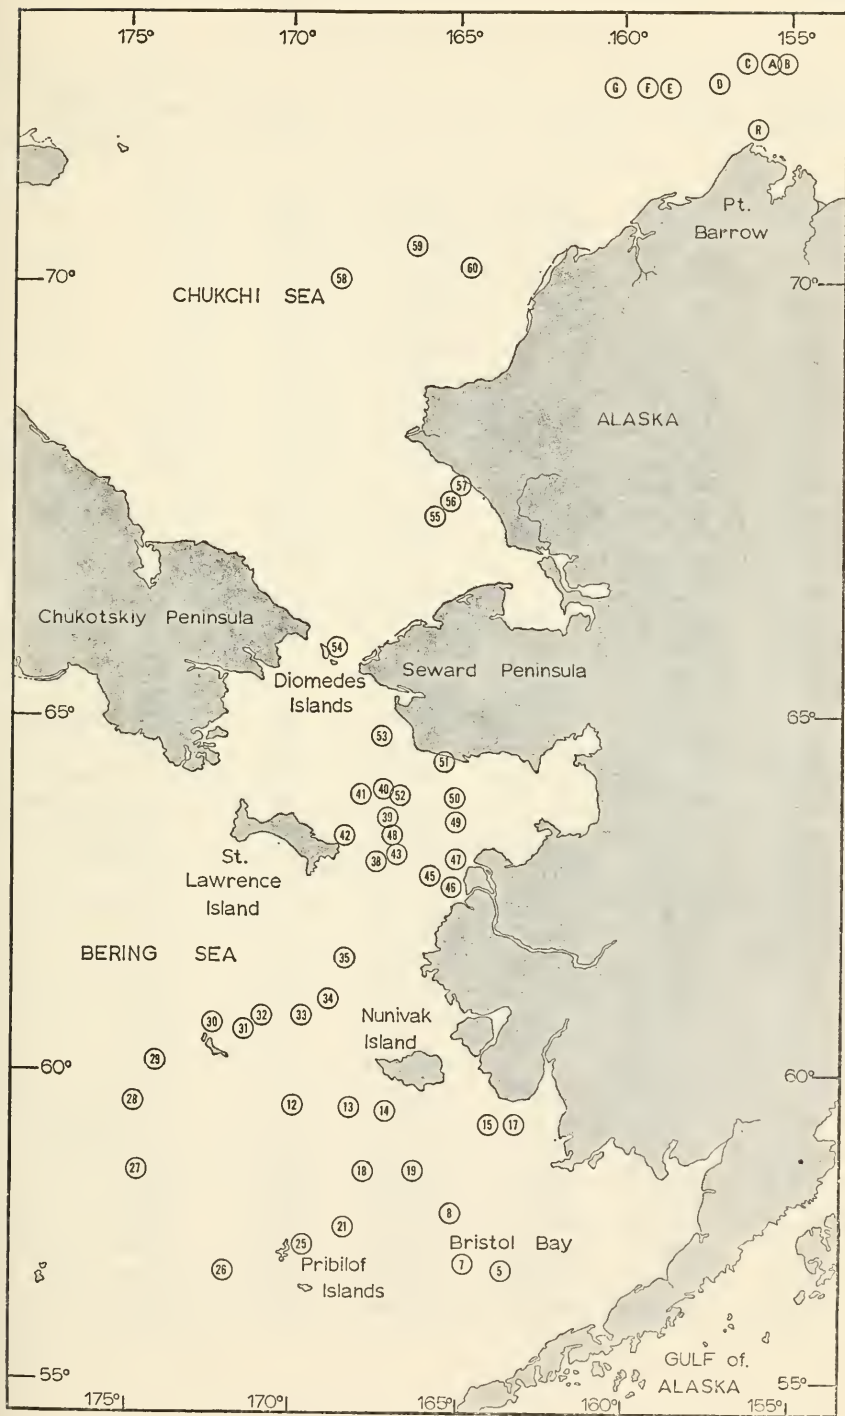 175° 170° 165° .160° 155°
C A B
G F E D
R
Pt.
Barrow
59
60
70° 58 70°
CHUKCHI SEA
ALASKA
57
56
55
Chukotskiy Peninsula
54
Seward Peninsula
Diomedes
Islands
65° 65°
53
51
41 40 52 50
39 49
42 48
38 43 47
45
46
St.
Lawrence
Island
BERING SEA 35
34
30 31 32 33
Nunivak
Island
29
60° 60°
28 12 13 14
15 17
27 18 19
8
21
25 Bristol Bay
26 7 5
Pribilof
Islands
GULF of.
ALASKA
55° 55°
175° 170° 165° 160° 155°